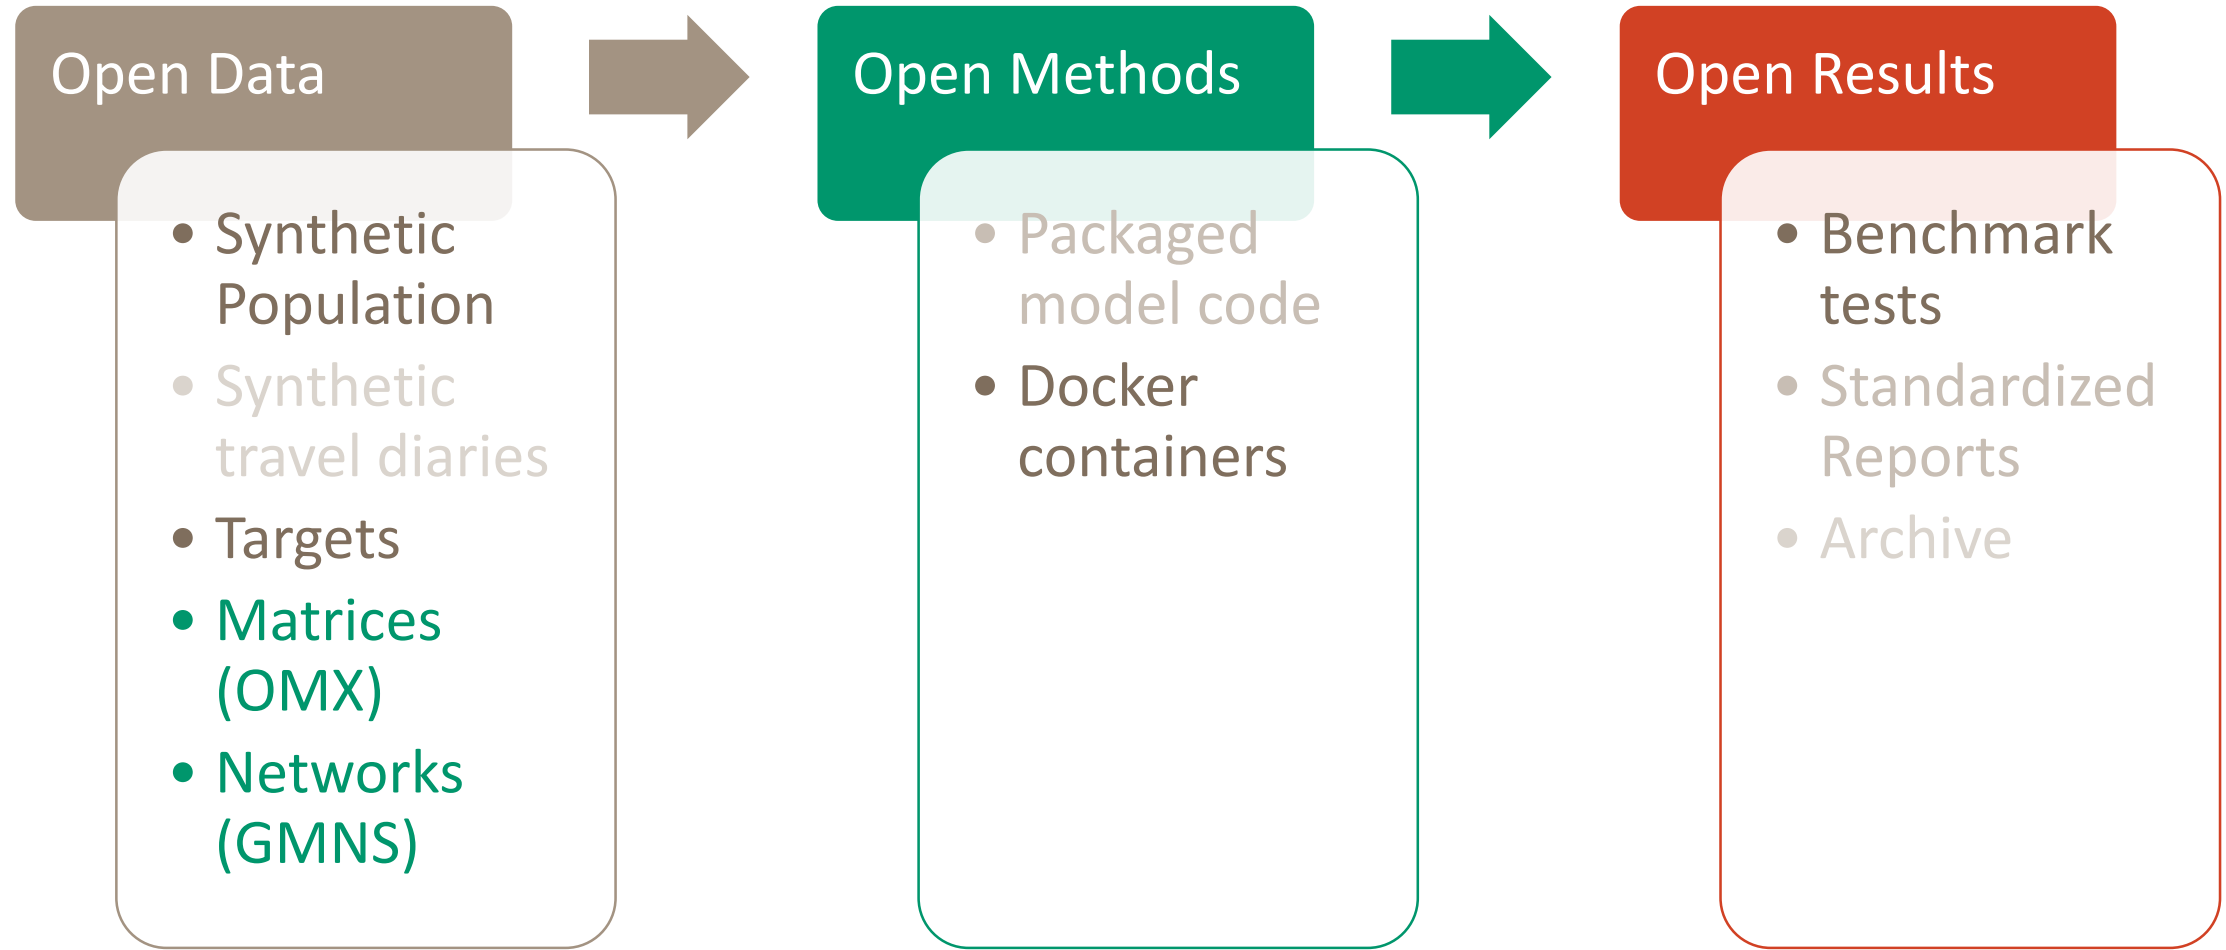 Open Data
• Synthetic
Population
• Synthetic
travel diaries
• Targets
• Matrices
(OMX)
• Networks
(GMNS)
Open Methods
• Packaged
model code
• Docker
containers
Open Results
• Benchmark
tests
• Standardized
Reports
• Archive